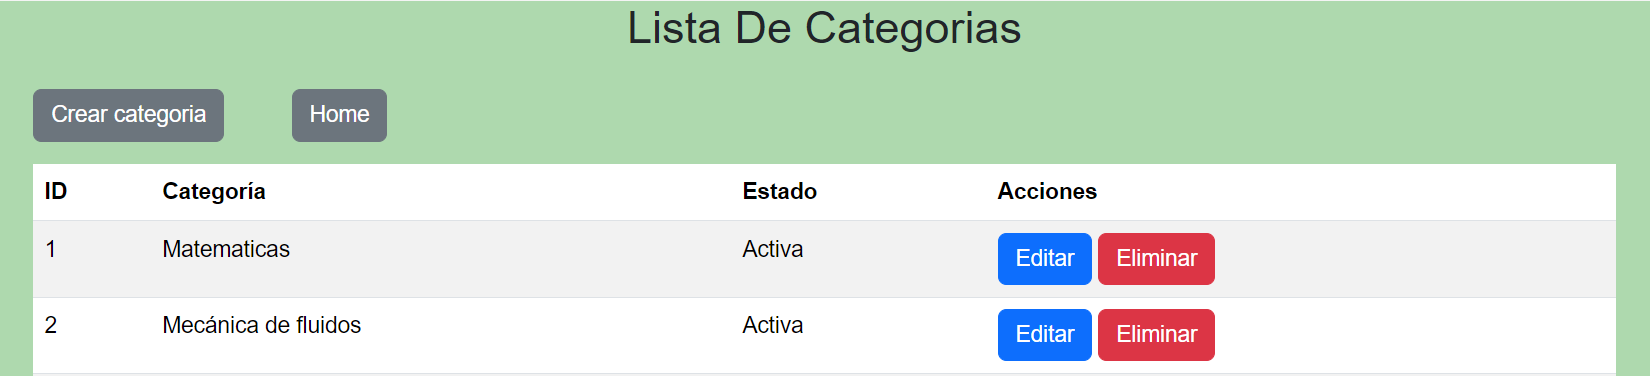 Lista De Categorias
Crear categoria Home
ID Categoría Estado Acciones
1 Matematicas Activa Editar Eliminar
2 Mecánica de fluidos Activa Editar Eliminar